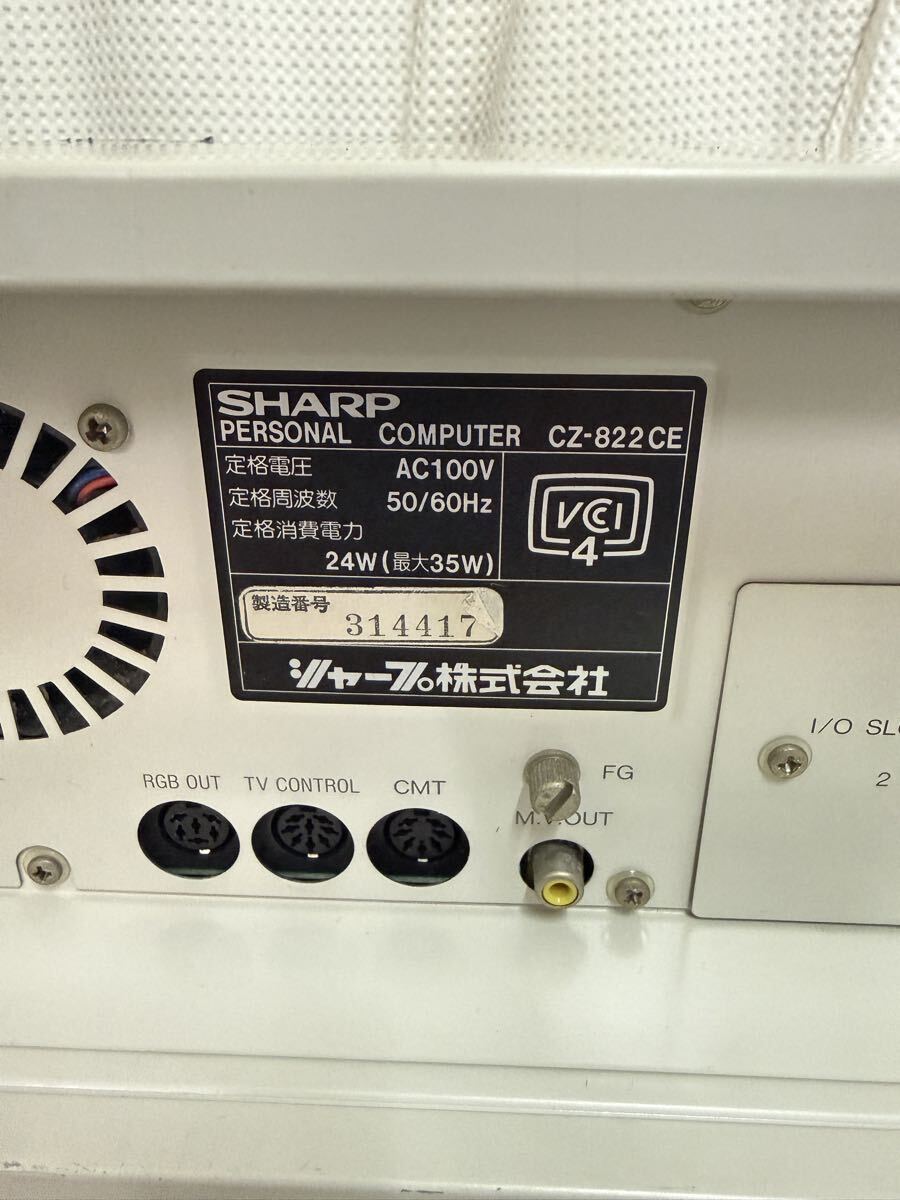 SHARP
PERSONAL COMPUTER CZ-822CE
定格電圧 AC100V
定格周波数 50/60Hz
定格消費電力
24W(最大35W)
VCCI
4
製造番号
314417
シャープ株式会社
I/O
2
RGB OUT TV CONTROL CMT FG
M.V.OUT